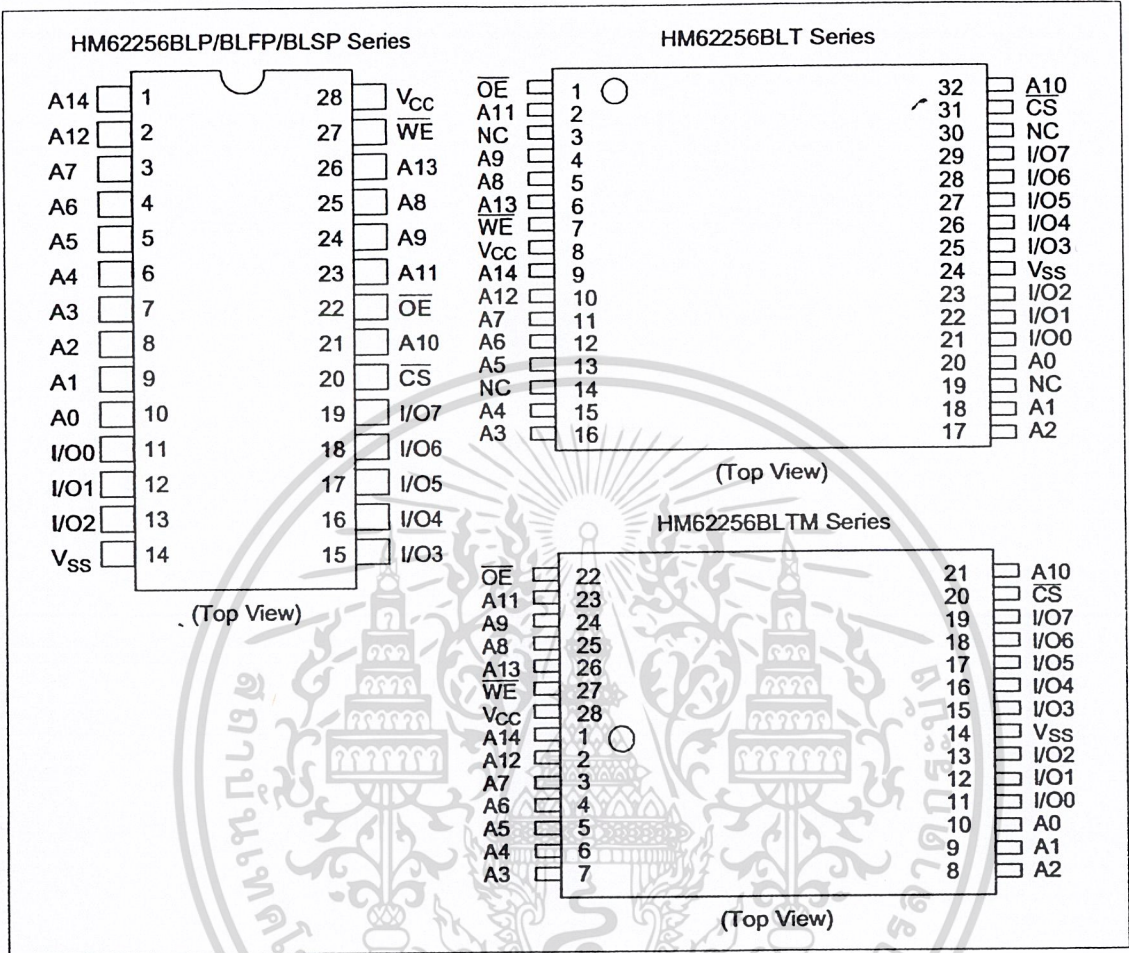 HM62256BLP/BLFP/BLSP Series
A14 1 28 VCC
A12 2 27 W̅E̅
A7 3 26 A13
A6 4 25 A8
A5 5 24 A9
A4 6 23 A11
A3 7 22 O̅E̅
A2 8 21 A10
A1 9 20 C̅S̅
A0 10 19 I/O7
I/O0 11 18 I/O6
I/O1 12 17 I/O5
I/O2 13 16 I/O4
VSS 14 15 I/O3
(Top View)
HM62256BLT Series
O̅E̅ 1 32 A10
A11 2 31 C̅S̅
NC 3 30 NC
A9 4 29 I/O7
A8 5 28 I/O6
A13 6 27 I/O5
W̅E̅ 7 26 I/O4
VCC 8 25 I/O3
A14 9 24 VSS
A12 10 23 I/O2
A7 11 22 I/O1
A6 12 21 I/O0
A5 13 20 A0
NC 14 19 NC
A4 15 18 A1
A3 16 17 A2
(Top View)
HM62256BLTM Series
O̅E̅ 22 21 A10
A11 23 20 C̅S̅
A9 24 19 I/O7
A8 25 18 I/O6
A13 26 17 I/O5
W̅E̅ 27 16 I/O4
VCC 28 15 I/O3
A14 1 14 VSS
A12 2 13 I/O2
A7 3 12 I/O1
A6 4 11 I/O0
A5 5 10 A0
A4 6 9 A1
A3 7 8 A2
(Top View)